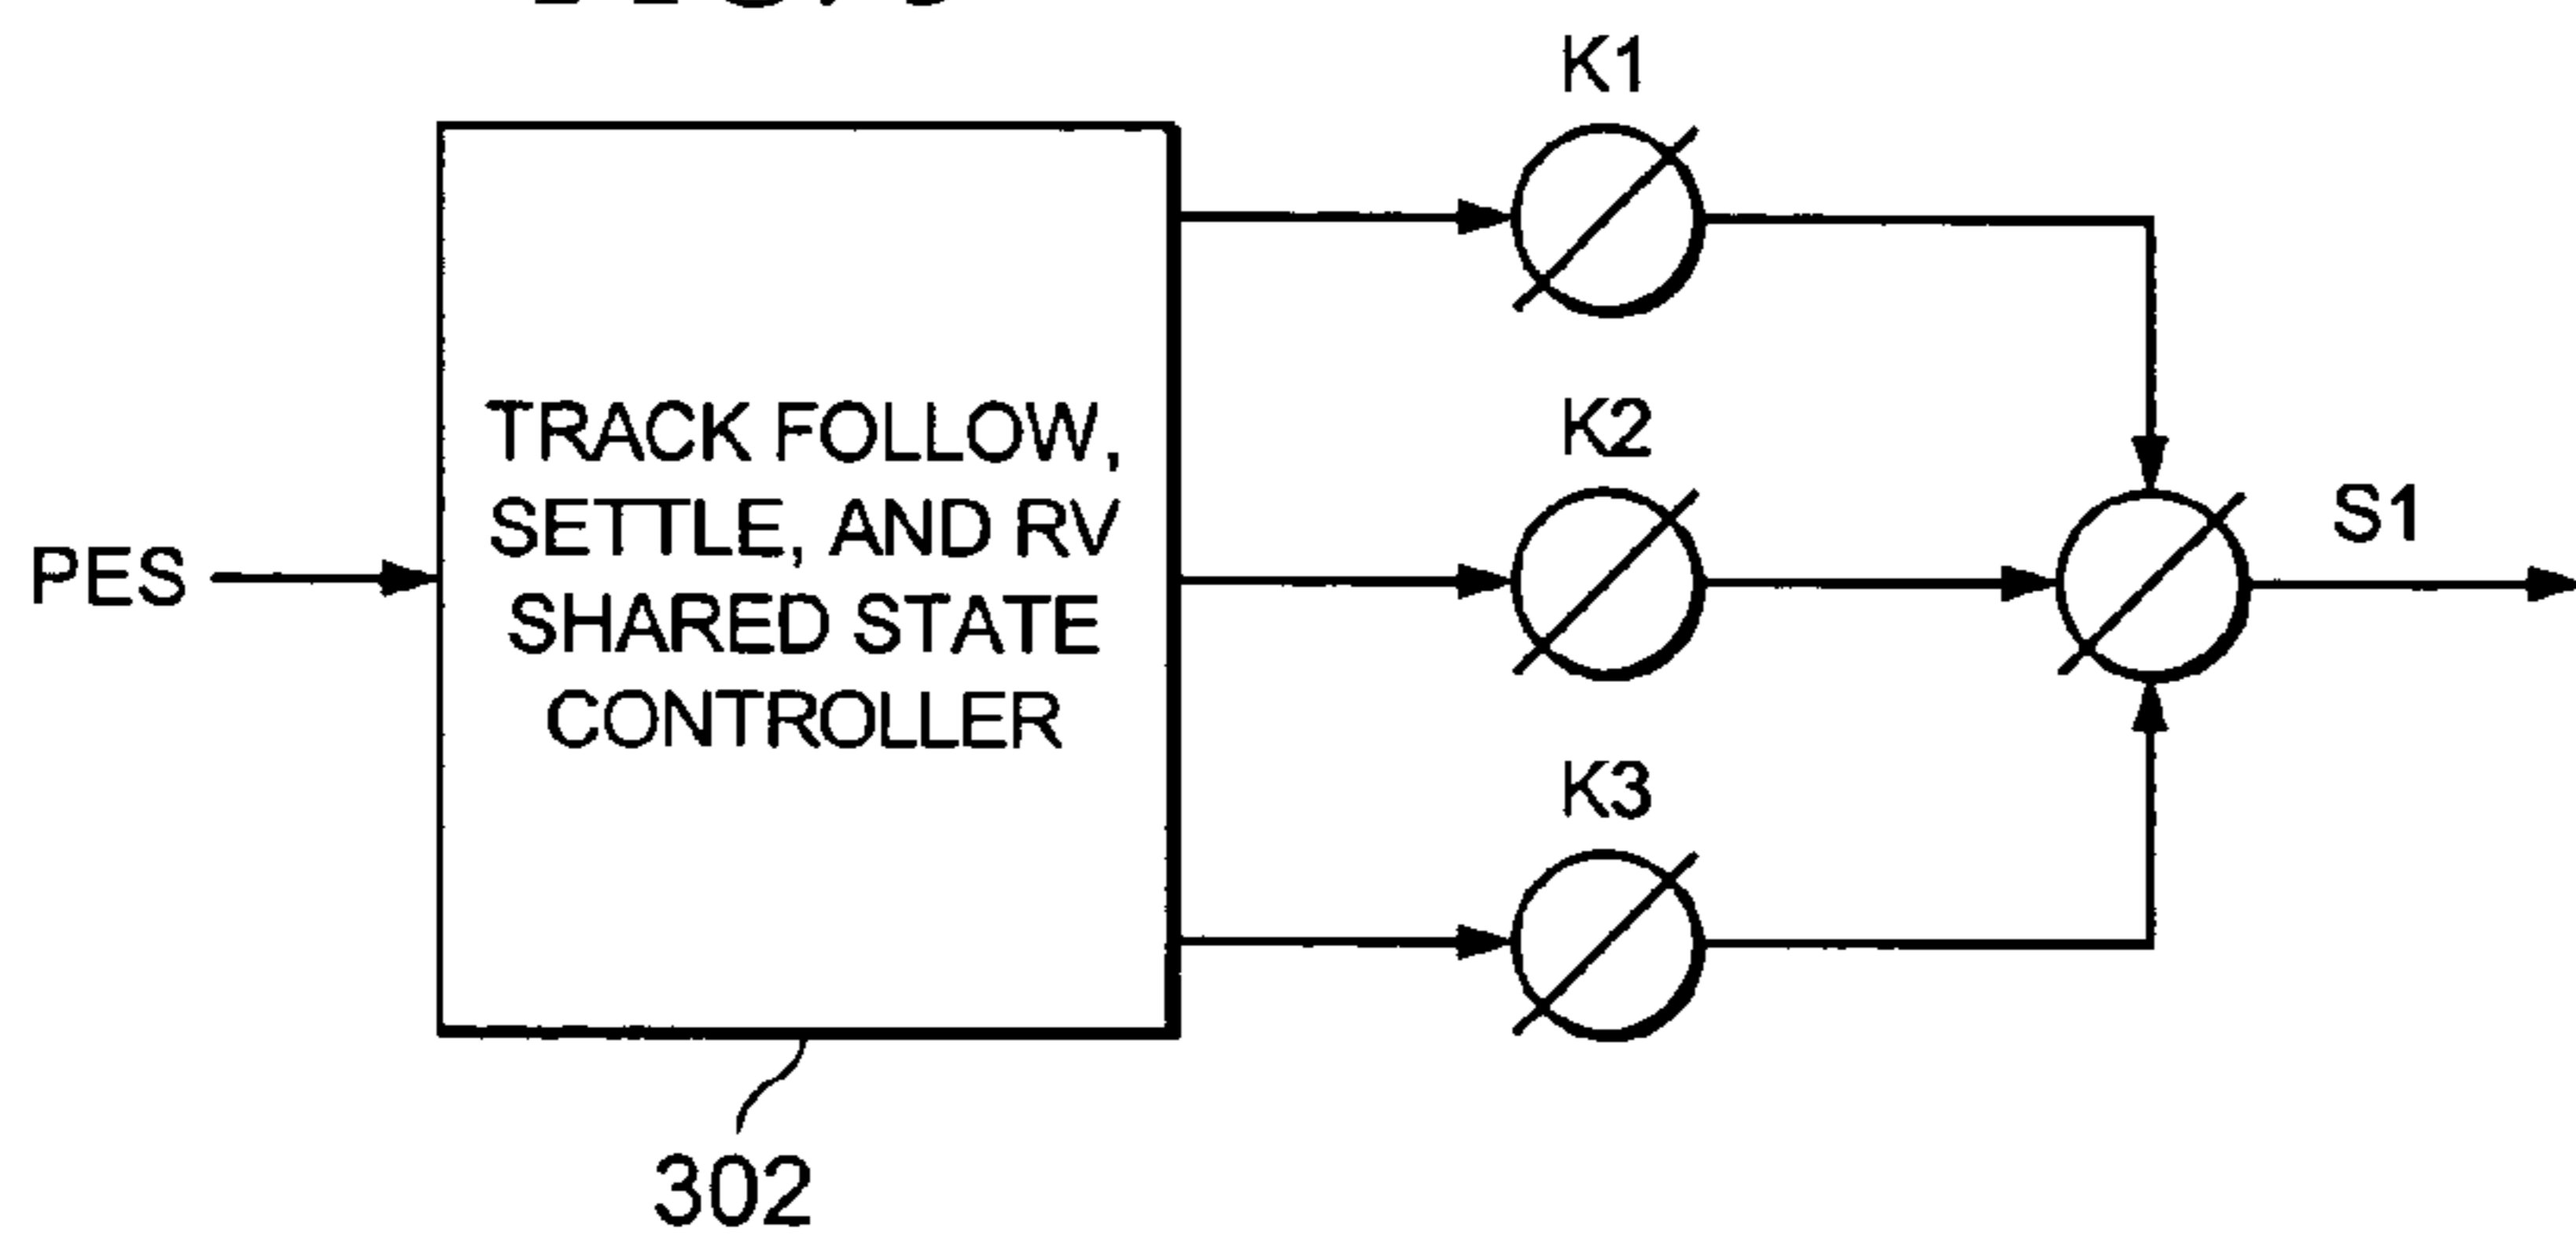 K1
TRACK FOLLOW,
SETTLE, AND RV
SHARED STATE
CONTROLLER
PES
K2
S1
K3
302